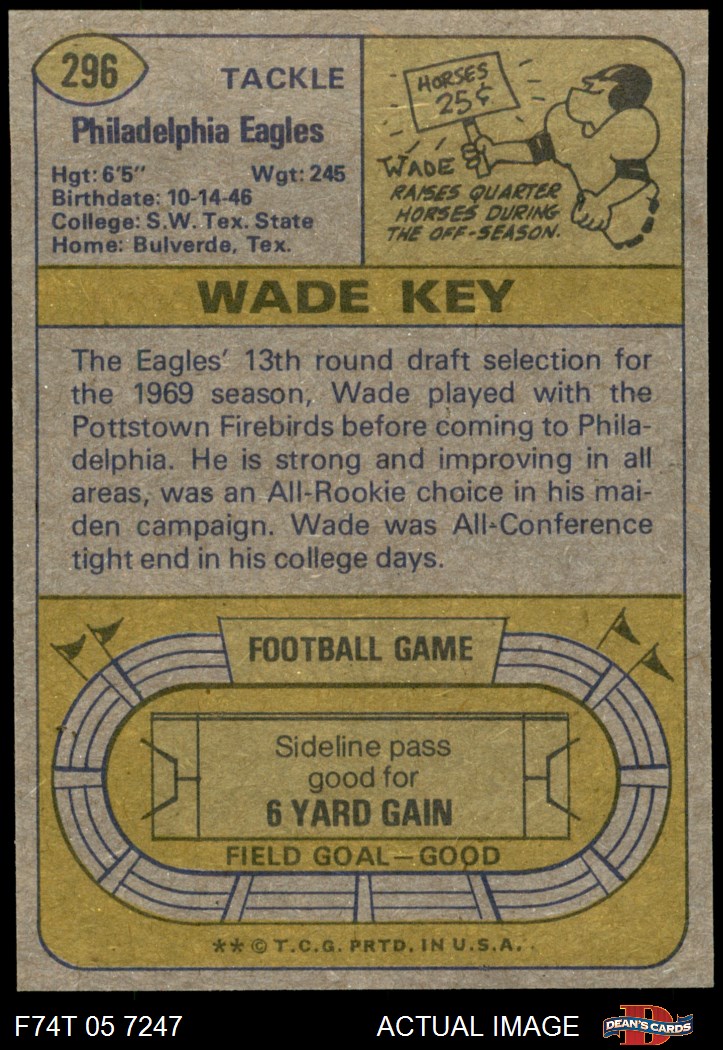 296
TACKLE
Philadelphia Eagles
Hgt: 6'5" Wgt: 245
Birthdate: 10-14-46
College: S.W. Tex. State
Home: Bulverde, Tex.
HORSES
25¢
WADE
RAISES QUARTER
HORSES DURING
THE OFF-SEASON.
WADE KEY
The Eagles' 13th round draft selection for
the 1969 season, Wade played with the
Pottstown Firebirds before coming to Phila-
delphia. He is strong and improving in all
areas, was an All-Rookie choice in his mai-
den campaign. Wade was All-Conference
tight end in his college days.
FOOTBALL GAME
Sideline pass
good for
6 YARD GAIN
FIELD GOAL—GOOD
** © T.C.G. PRTD. IN U.S.A.
F74T 05 7247 ACTUAL IMAGE
D
DEAN'S CARDS